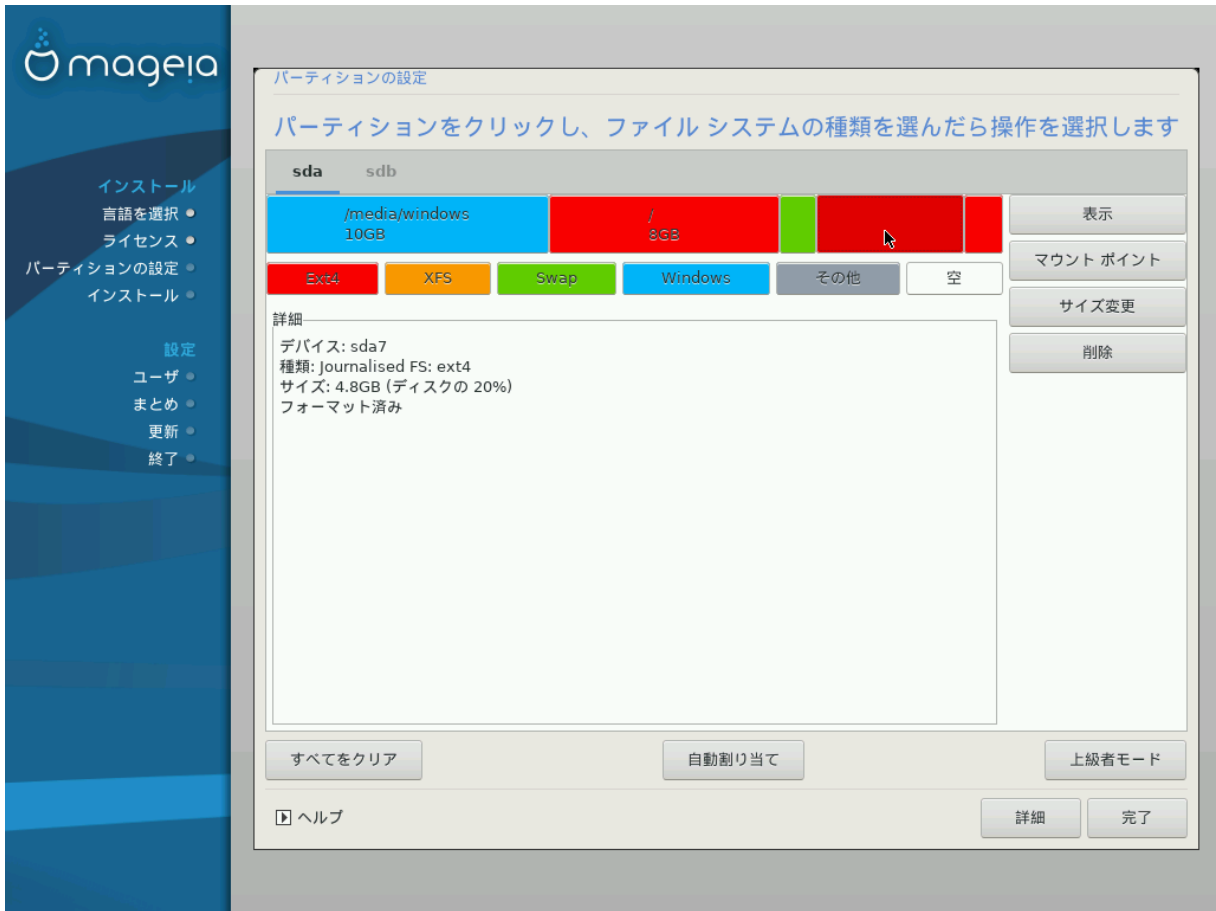 mageia
インストール
言語を選択
ライセンス
パーティションの設定
インストール
設定
ユーザ
まとめ
更新
終了
パーティションの設定
パーティションをクリックし、ファイル システムの種類を選んだら操作を選択します
sda sdb
/media/windows
10GB
/
8GB
Ext4 XFS Swap Windows その他 空
表示
マウント ポイント
サイズ変更
削除
詳細
デバイス: sda7
種類: Journalised FS: ext4
サイズ: 4.8GB (ディスクの 20%)
フォーマット済み
すべてをクリア 自動割り当て 上級者モード
ヘルプ 詳細 完了